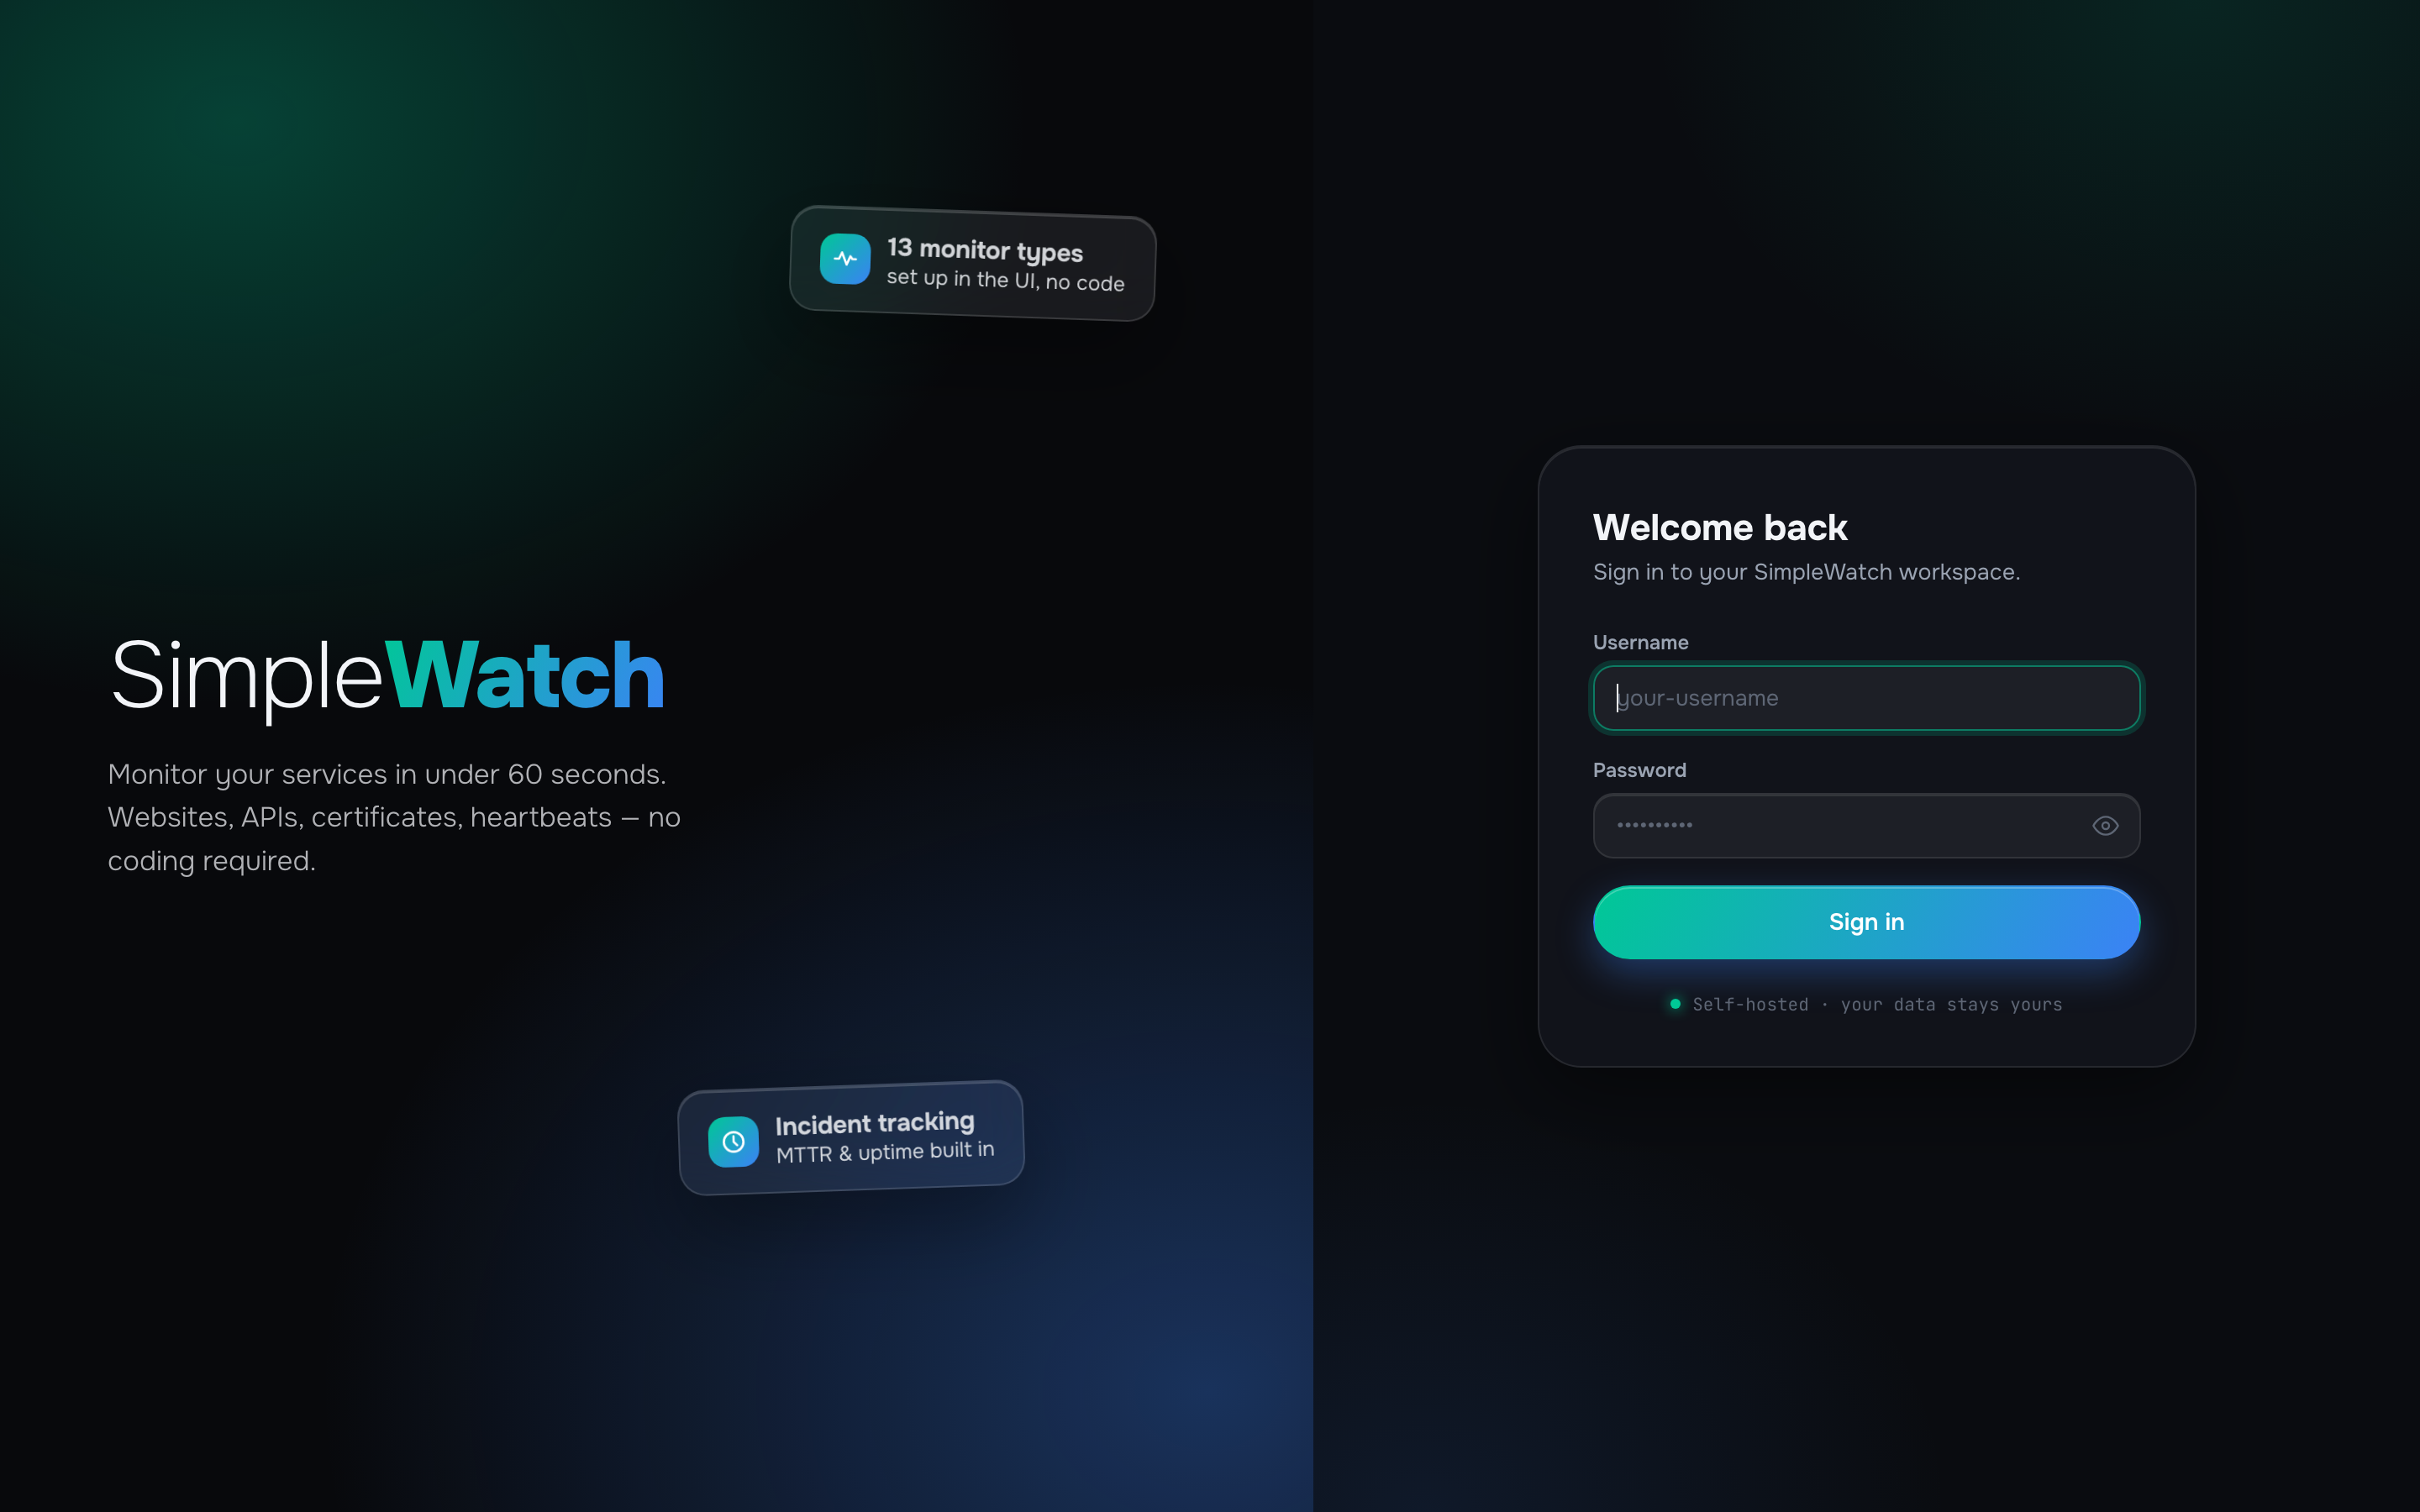 13 monitor types
set up in the UI, no code
SimpleWatch
Monitor your services in under 60 seconds.
Websites, APIs, certificates, heartbeats — no
coding required.
Incident tracking
MTTR & uptime built in
Welcome back
Sign in to your SimpleWatch workspace.
Username
your-username
Password
••••••••••
Sign in
Self-hosted · your data stays yours